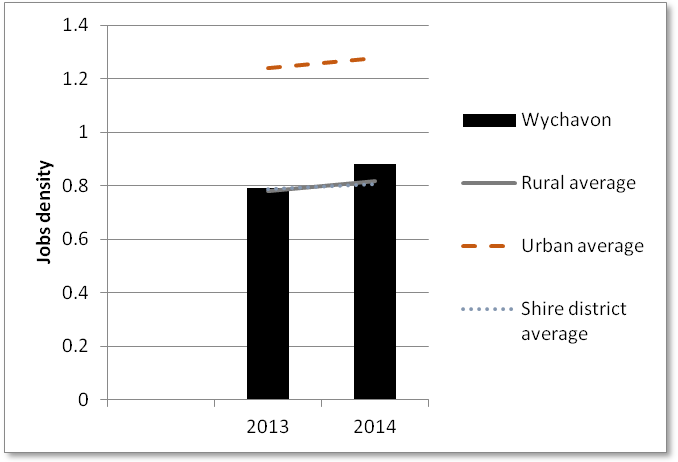 1.4
1.2
1
0.8
0.6
0.4
0.2
0
Jobs density
2013
2014
Wychavon
Rural average
Urban average
Shire district
average